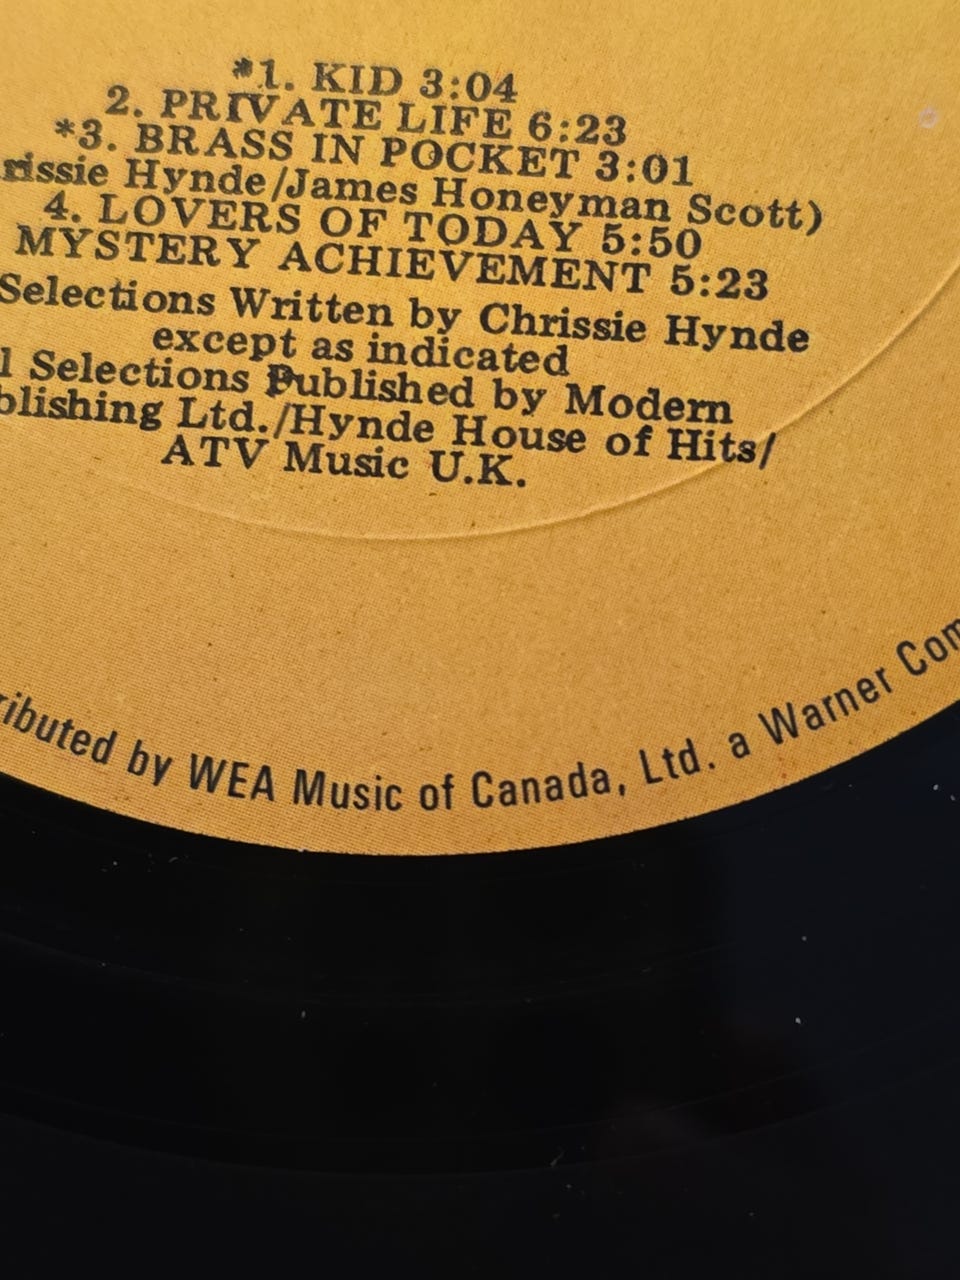 *1. KID 3:04
2. PRIVATE LIFE 6:23
*3. BRASS IN POCKET 3:01
rissie Hynde/James Honeyman Scott)
4. LOVERS OF TODAY 5:50
MYSTERY ACHIEVEMENT 5:23
Selections Written by Chrissie Hynde
except as indicated
l Selections Published by Modern
blishing Ltd./Hynde House of Hits/
ATV Music U.K.
ributed by WEA Music of Canada, Ltd. a Warner Com